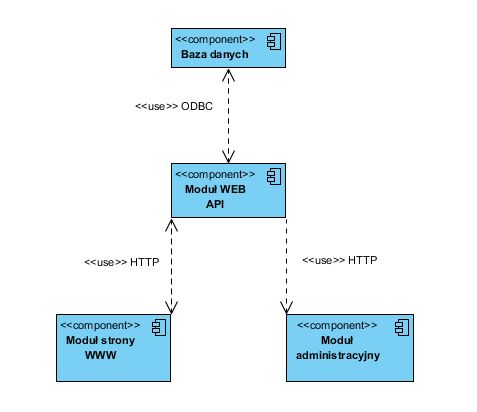 <<component>>
Baza danych
<<use>> ODBC
<<component>>
Moduł WEB
API
<<use>> HTTP
<<use>> HTTP
<<component>>
Moduł strony
WWW
<<component>>
Moduł
administracyjny